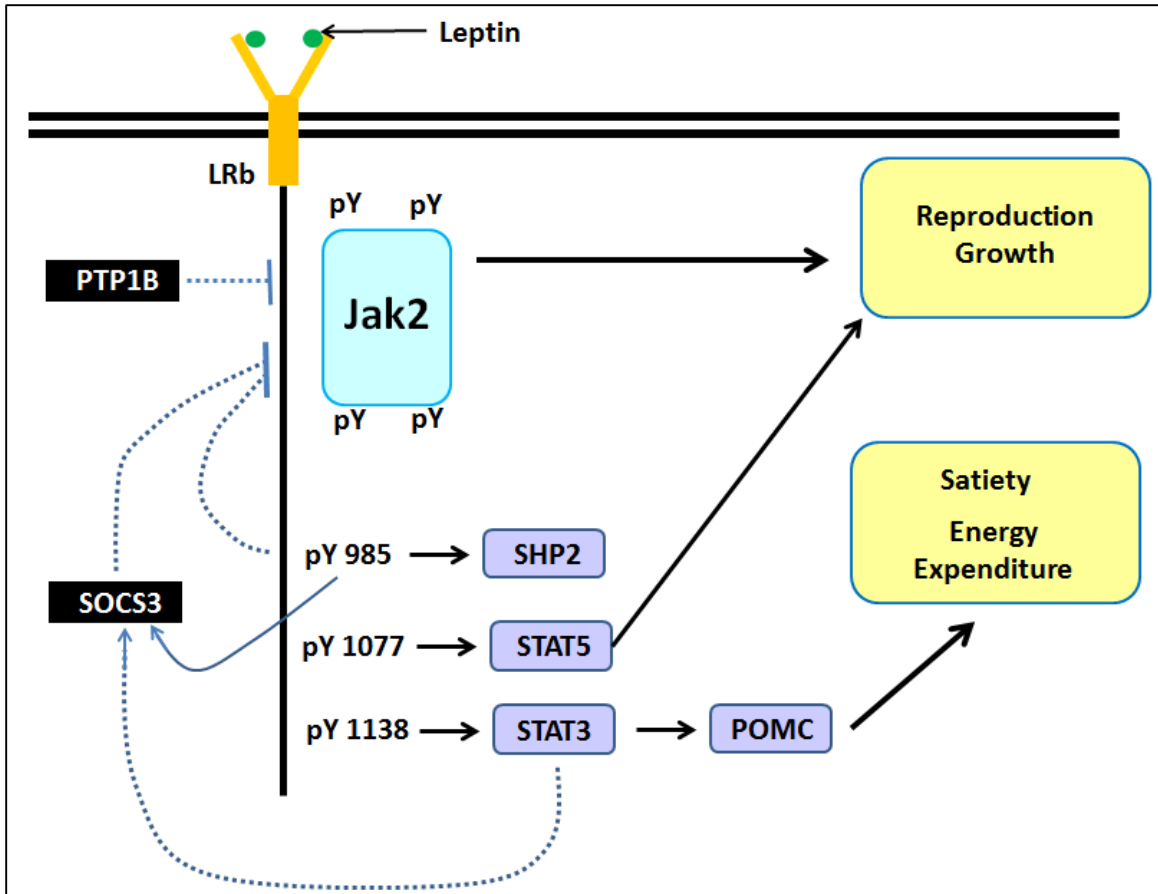 Leptin
LRb
pY pY
PTP1B
Jak2
pY pY
Reproduction
Growth
Satiety
Energy
Expenditure
pY 985
SHP2
SOCS3
pY 1077
STAT5
pY 1138
STAT3
POMC